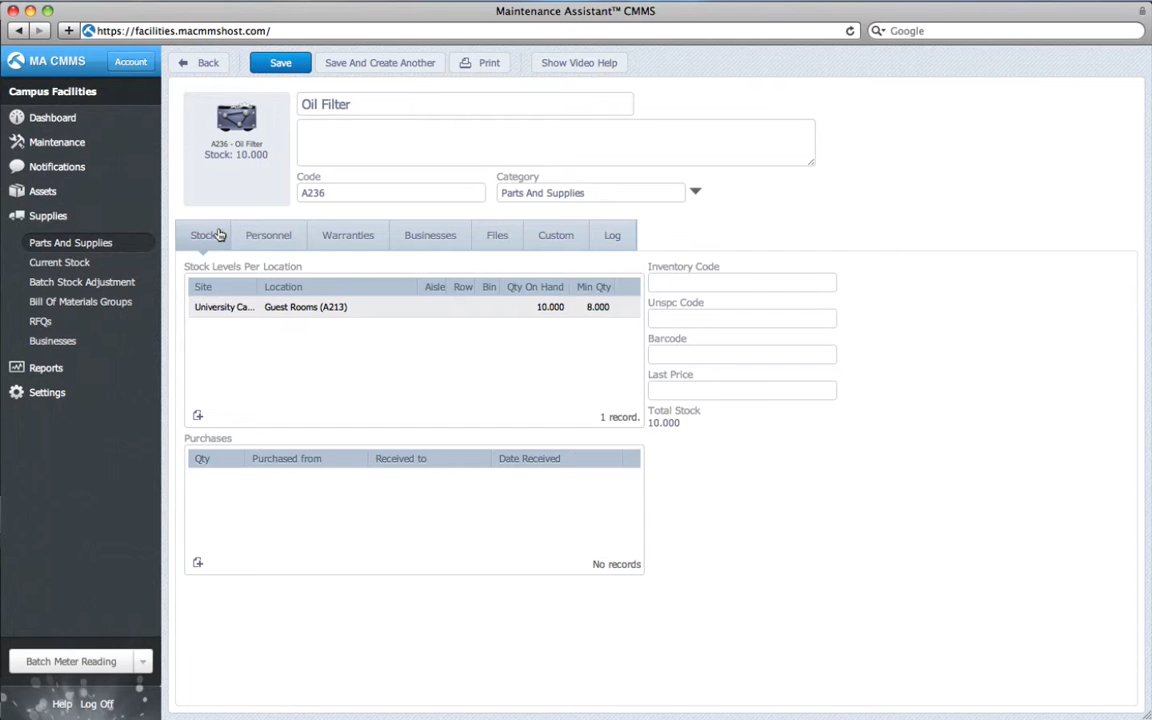 Maintenance Assistant™ CMMS
https://facilities.macmmshost.com/
Google
MA CMMS
Account
Back
Save
Save And Create Another
Print
Show Video Help
Campus Facilities
Dashboard
Maintenance
Notifications
Assets
Supplies
Parts And Supplies
Current Stock
Batch Stock Adjustment
Bill Of Materials Groups
RFQs
Businesses
Reports
Settings
Batch Meter Reading
Help Log Off
A236 - Oil Filter
Stock: 10.000
Oil Filter
Code
A236
Category
Parts And Supplies
Stock Personnel Warranties Businesses Files Custom Log
Stock Levels Per Location
Site Location Aisle Row Bin Qty On Hand Min Qty
University Ca... Guest Rooms (A213) 10.000 8.000
1 record.
Purchases
Qty Purchased from Received to Date Received
No records
Inventory Code
Unspc Code
Barcode
Last Price
Total Stock
10.000